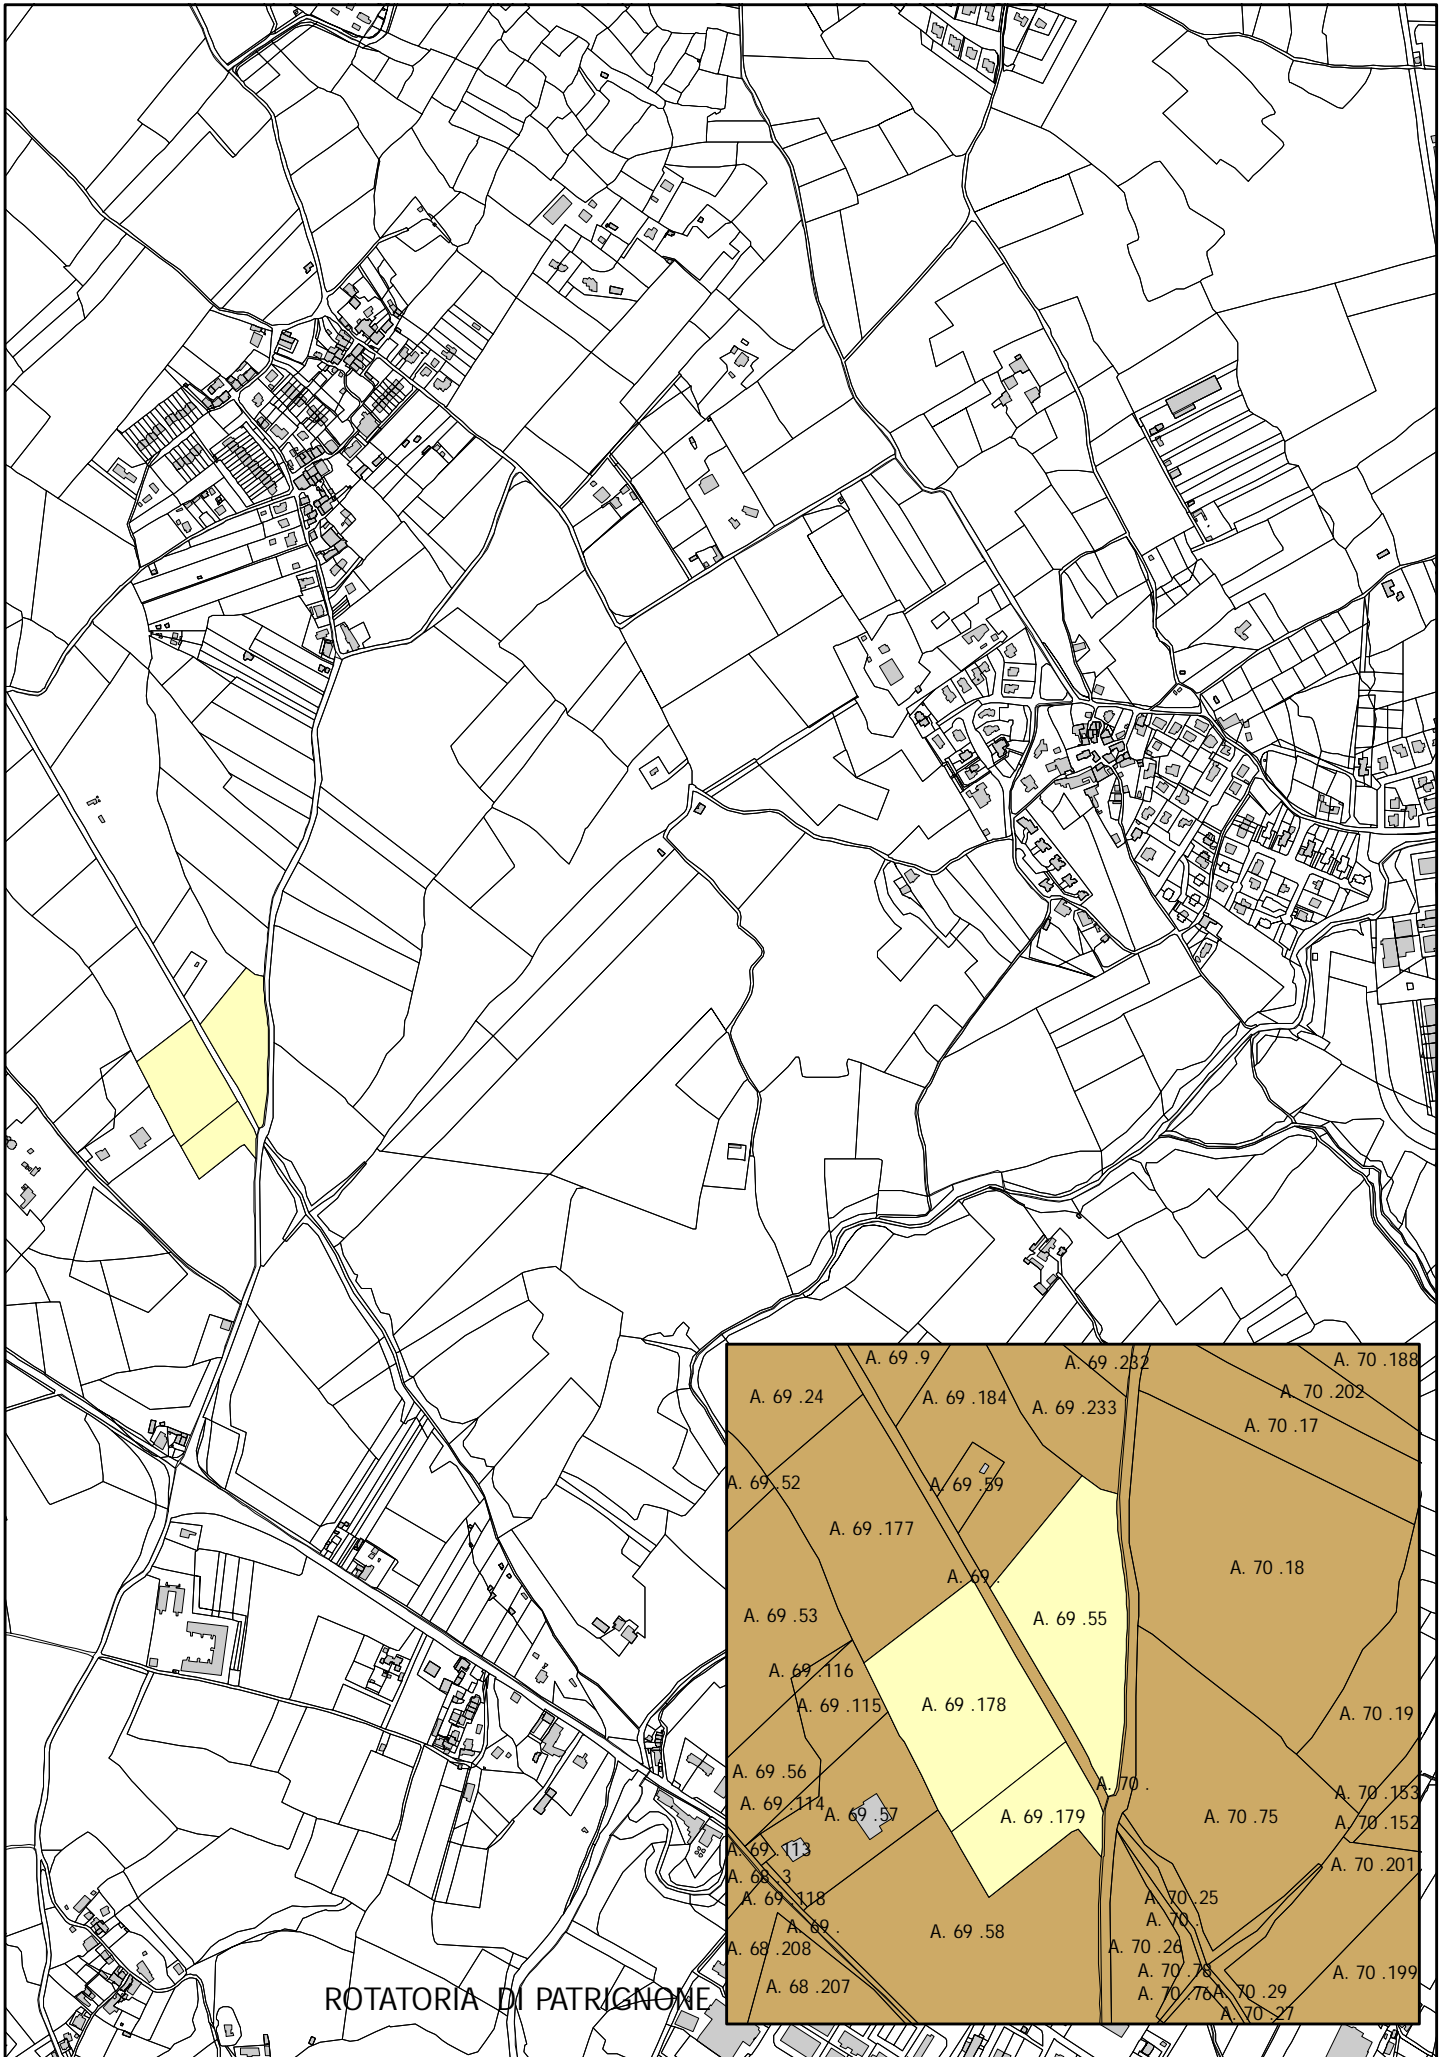 A. 69 .9
A. 69 .232
A. 70 .188
A. 69 .24
A. 69 .184
A. 69 .233
A. 70 .202
A. 70 .17
A. 69 .52
A. 69 .59
A. 69 .177
A. 70 .18
A. 69 .
A. 69 .53
A. 69 .55
A. 69 .116
A. 69 .115
A. 69 .178
A. 70 .19
A. 69 .56
A. 70 .
A. 70 .153
A. 69 .114
A. 69 .57
A. 69 .179
A. 70 .75
A. 70 .152
A. 69 .113
A. 70 .201
A. 68 .3
A. 69 .118
A. 70 .25
A. 69 .
A. 70 .
A. 69 .58
A. 68 .208
A. 70 .26
A. 70 .78
A. 70 .199
A. 68 .207
A. 70 .76
A. 70 .29
A. 70 .27
ROTATORIA DI PATRIGNONE